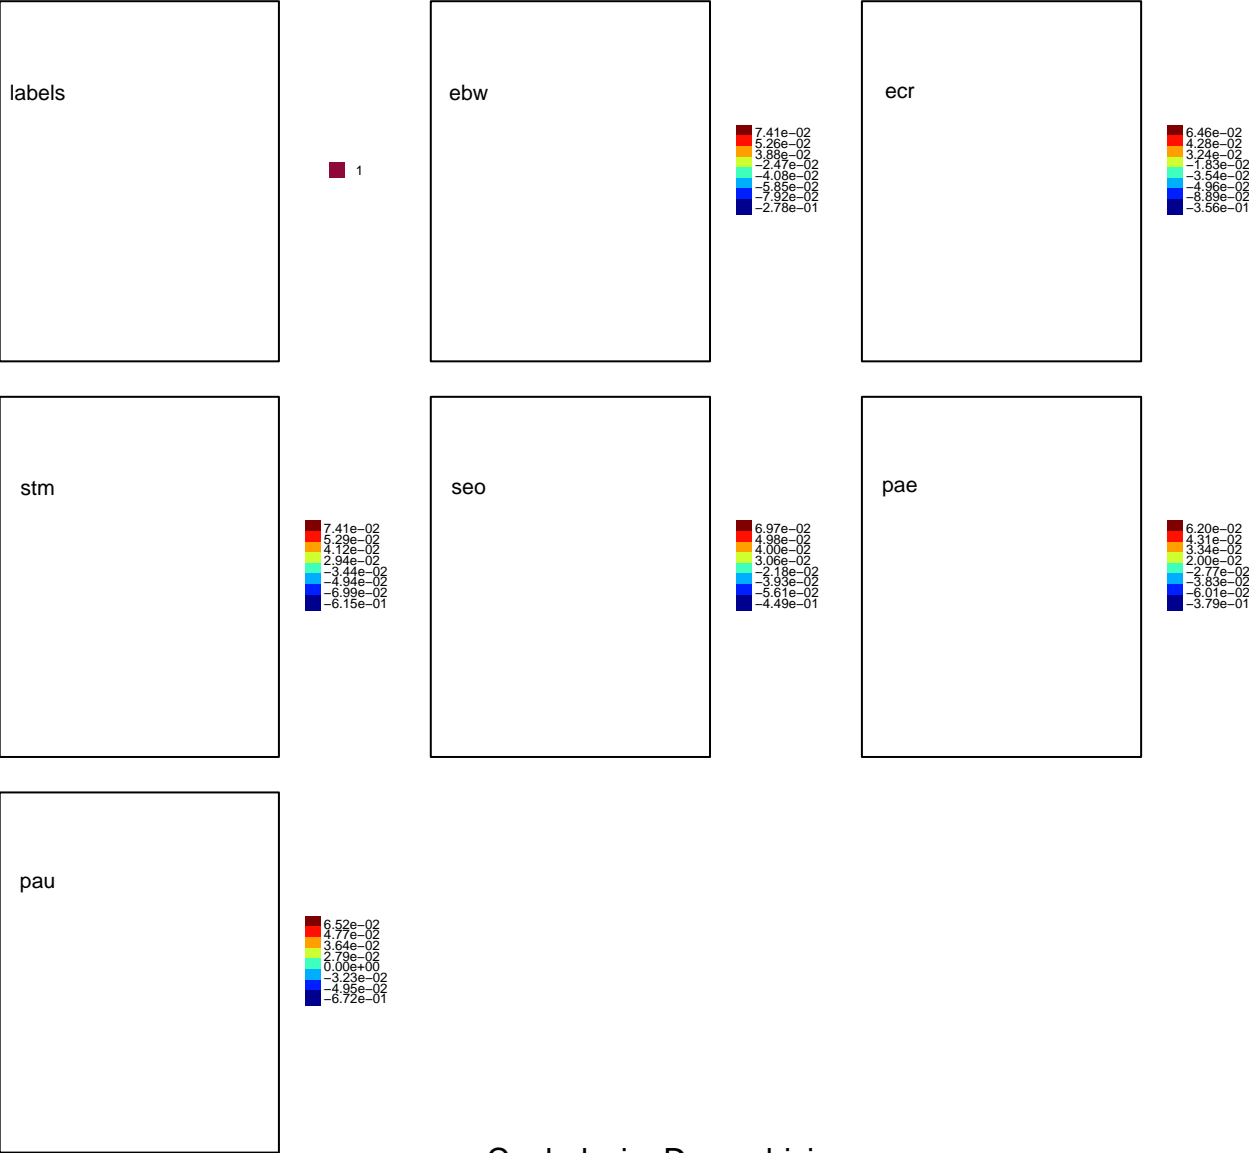 labels
1
ebw
7.41e−02
5.26e−02
3.88e−02
−2.47e−02
−4.08e−02
−5.85e−02
−7.92e−02
−2.78e−01
ecr
6.46e−02
4.28e−02
3.24e−02
−1.83e−02
−3.54e−02
−4.96e−02
−8.89e−02
−3.56e−01
stm
7.41e−02
5.29e−02
4.12e−02
2.94e−02
−3.44e−02
−4.94e−02
−6.99e−02
−6.15e−01
seo
6.97e−02
4.98e−02
4.00e−02
3.06e−02
−2.18e−02
−3.93e−02
−5.61e−02
−4.49e−01
pae
6.20e−02
4.31e−02
3.34e−02
2.00e−02
−2.77e−02
−3.83e−02
−6.01e−02
−3.79e−01
pau
6.52e−02
4.77e−02
3.64e−02
2.79e−02
0.00e+00
−3.23e−02
−4.95e−02
−6.72e−01